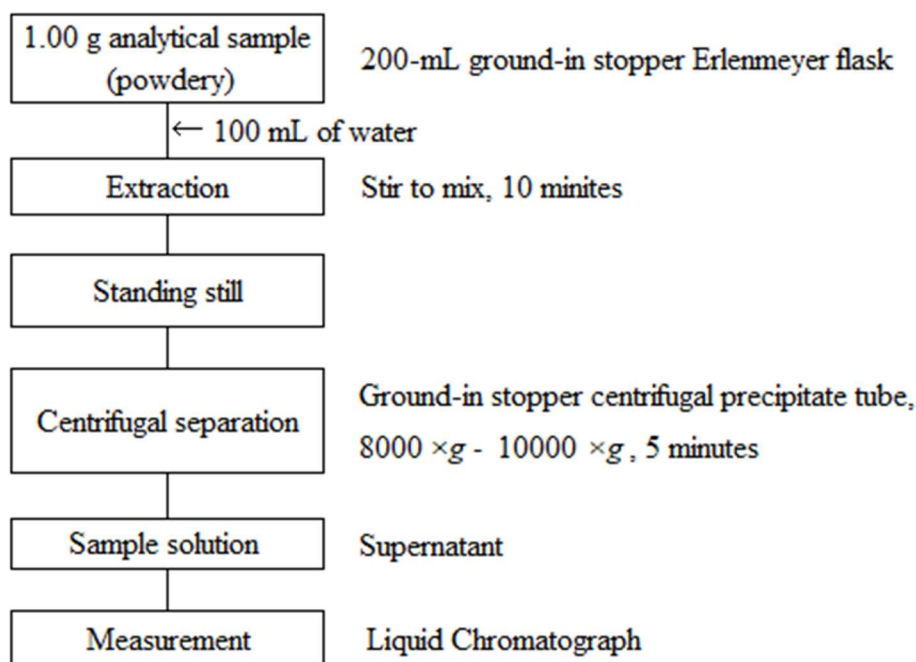 1.00 g analytical sample
(powdery)
200-mL ground-in stopper Erlenmeyer flask
← 100 mL of water
Extraction
Stir to mix, 10 minites
Standing still
Centrifugal separation
Ground-in stopper centrifugal precipitate tube,
8000 ×g - 10000 ×g , 5 minutes
Sample solution
Supernatant
Measurement
Liquid Chromatograph